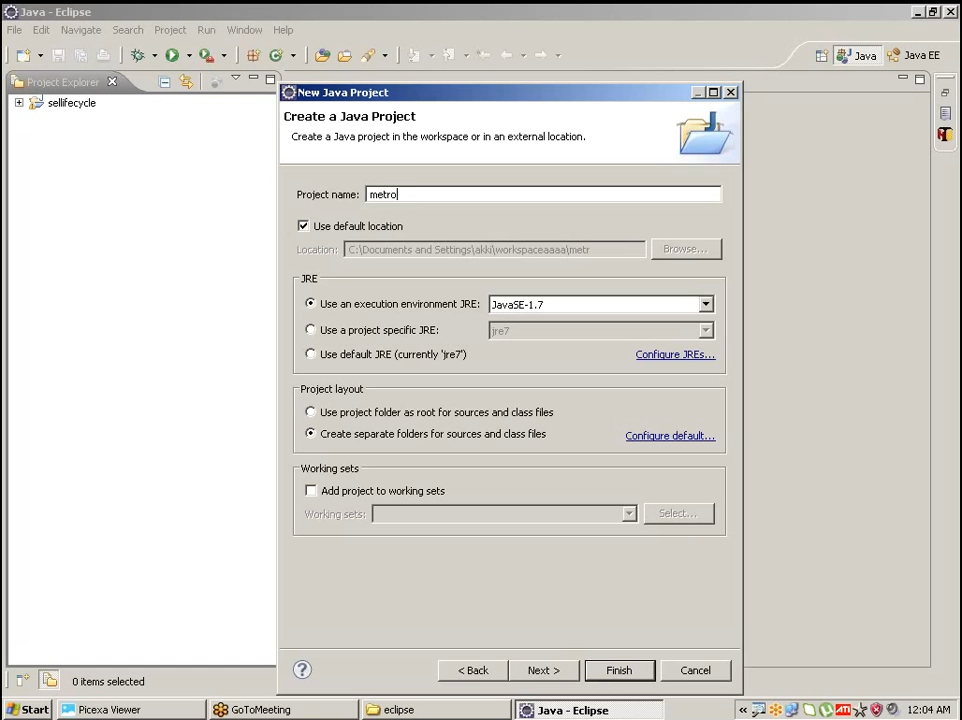 Java - Eclipse
File Edit Navigate Search Project Run Window Help
Java Java EE
Project Explorer
sellifecycle
New Java Project
Create a Java Project
Create a Java project in the workspace or in an external location.
Project name: metro
Use default location
Location: C:\Documents and Settings\akki\workspaceaaaa\metr Browse...
JRE
Use an execution environment JRE: JavaSE-1.7
Use a project specific JRE: jre7
Use default JRE (currently 'jre7') Configure JREs...
Project layout
Use project folder as root for sources and class files
Create separate folders for sources and class files Configure default...
Working sets
Add project to working sets
Working sets: Select...
< Back Next > Finish Cancel
0 items selected
Start Picexa Viewer GoToMeeting eclipse Java - Eclipse « ATI 12:04 AM